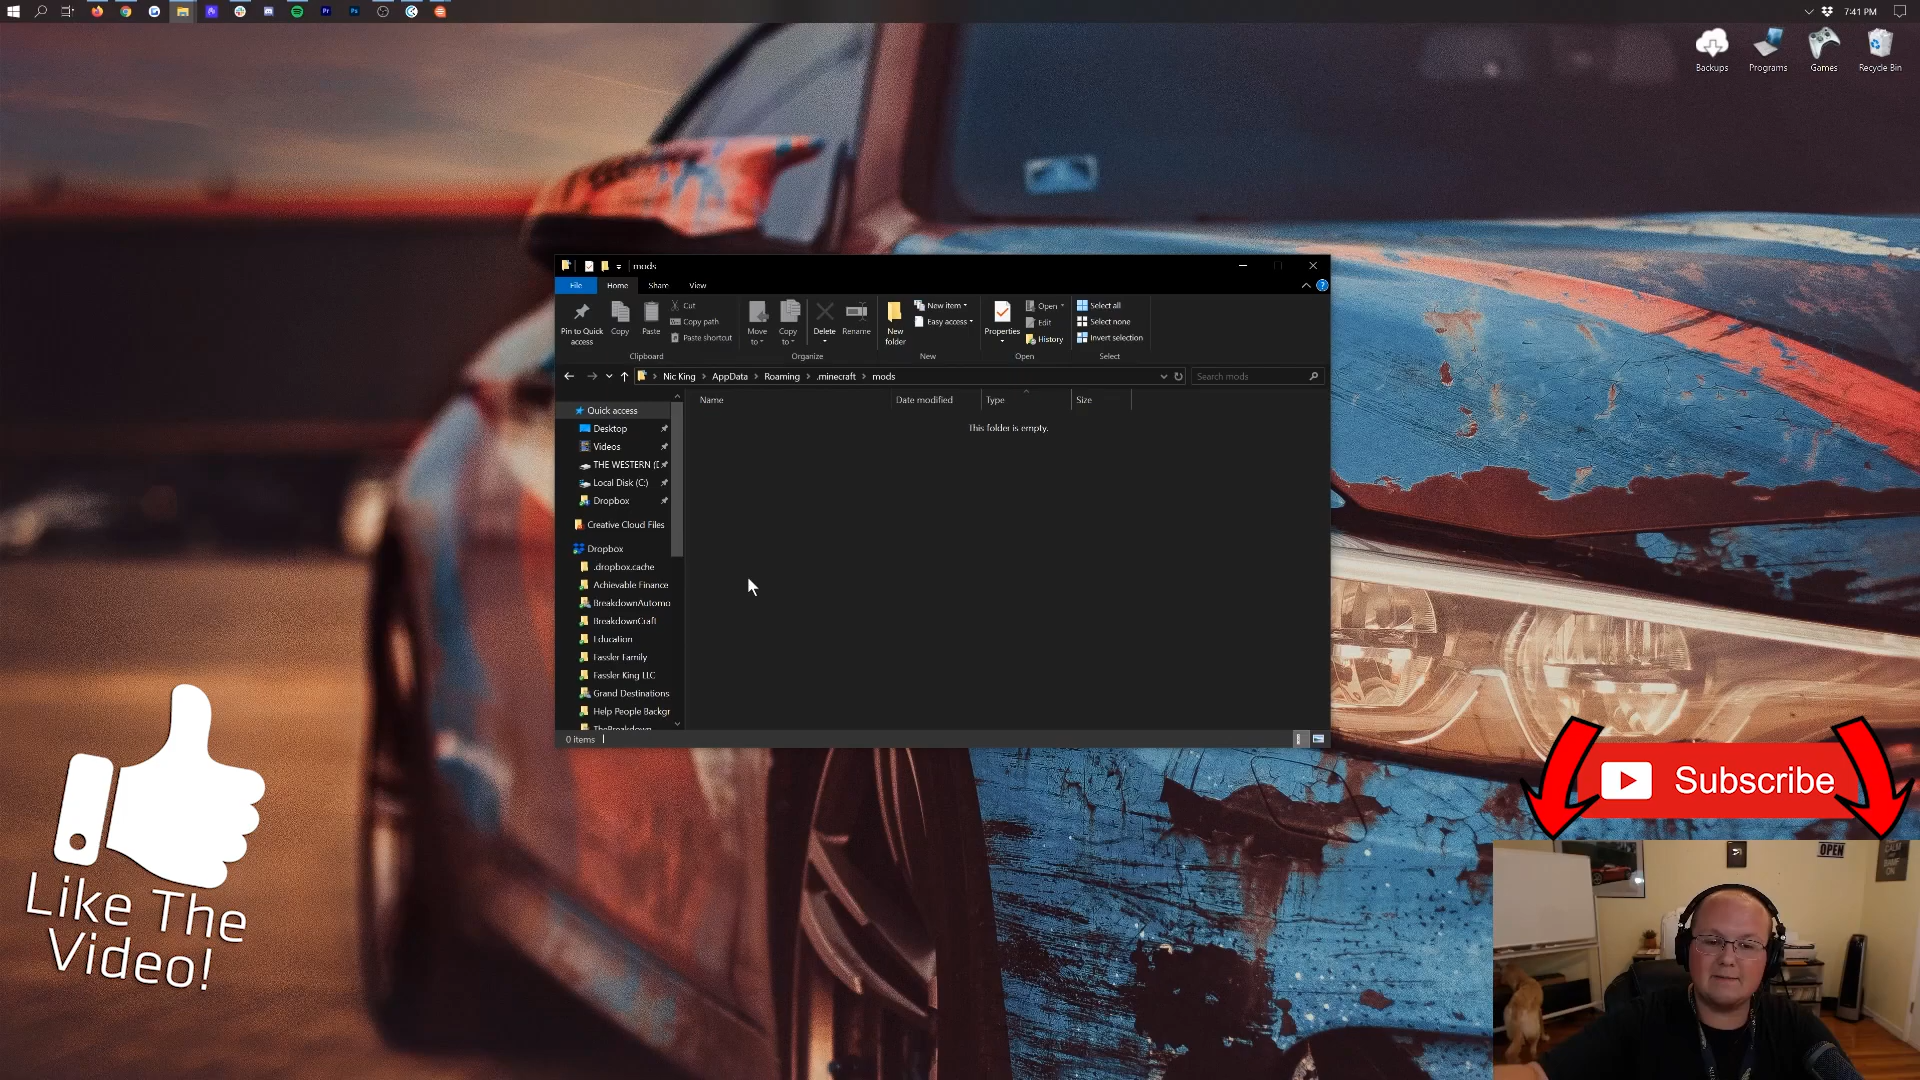 7:41 PM
Backups
Programs
Games
Recycle Bin
mods
File
Home
Share
View
Pin to Quick access
Copy
Paste
Cut
Copy path
Paste shortcut
Move to
Copy to
Delete
Rename
New folder
New item
Easy access
Properties
Open
Edit
History
Select all
Select none
Invert selection
Clipboard
Organize
New
Open
Select
Nic King > AppData > Roaming > .minecraft > mods
Search mods
Name
Date modified
Type
Size
This folder is empty.
Quick access
Desktop
Videos
THE WESTERN (
Local Disk (C:)
Dropbox
Creative Cloud Files
Dropbox
.dropbox.cache
Achievable Finance
BreakdownAutomo
BreakdownCraft
Education
Fassler Family
Fassler King LLC
Grand Destinations
Help People Backgr
TheBreakdown
0 items
Like The
Video!
Subscribe
OPEN